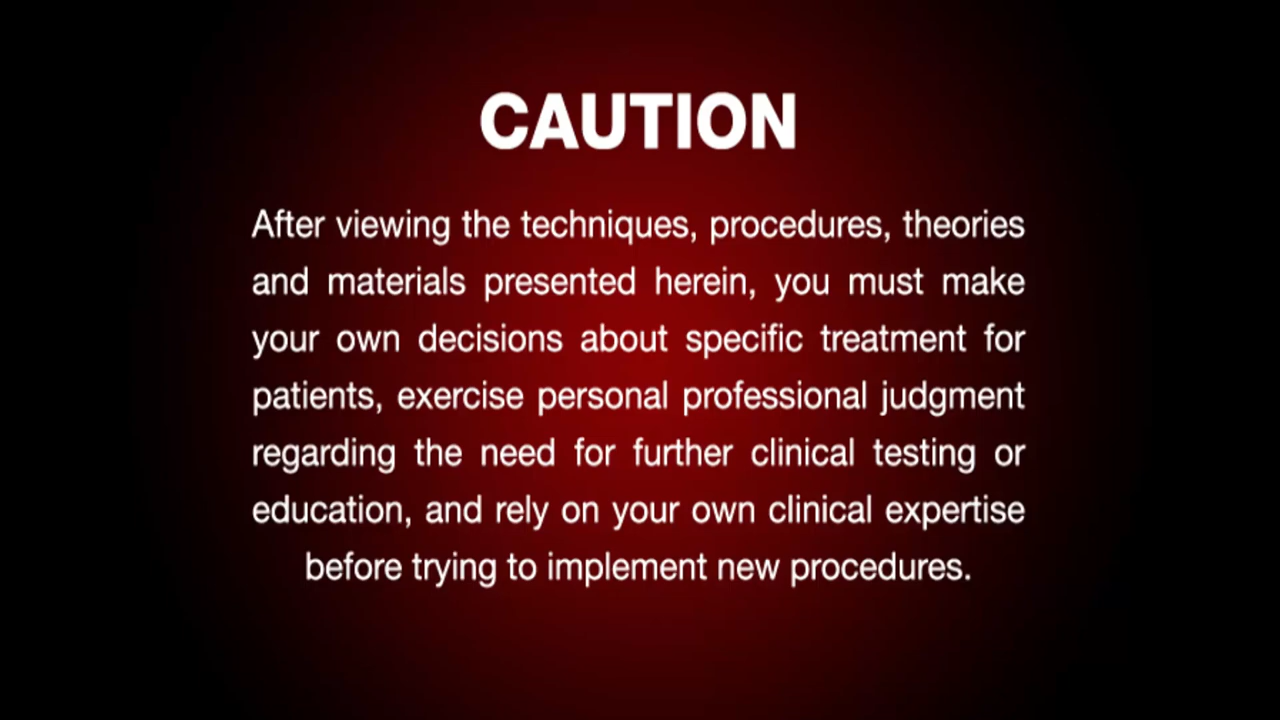 CAUTION
After viewing the techniques, procedures, theories
and materials presented herein, you must make
your own decisions about specific treatment for
patients, exercise personal professional judgment
regarding the need for further clinical testing or
education, and rely on your own clinical expertise
before trying to implement new procedures.